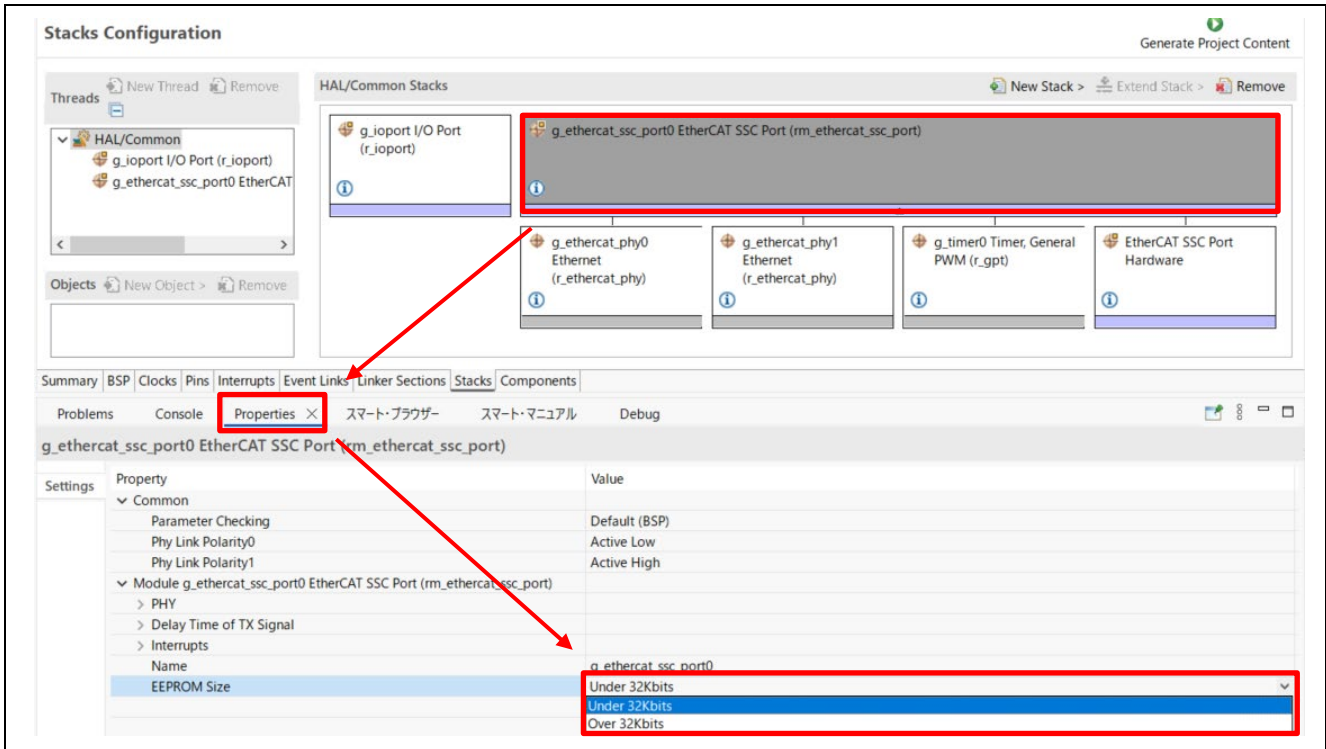 Stacks Configuration
Generate Project Content
Threads
New Thread
Remove
HAL/Common
g_ioport I/O Port (r_ioport)
g_ethercat_ssc_port0 EtherCAT
Objects
New Object >
Remove
HAL/Common Stacks
New Stack >
Extend Stack >
Remove
g_ioport I/O Port
(r_ioport)
g_ethercat_ssc_port0 EtherCAT SSC Port (rm_ethercat_ssc_port)
g_ethercat_phy0
Ethernet
(r_ethercat_phy)
g_ethercat_phy1
Ethernet
(r_ethercat_phy)
g_timer0 Timer, General
PWM (r_gpt)
EtherCAT SSC Port
Hardware
Summary BSP Clocks Pins Interrupts Event Links Linker Sections Stacks Components
Problems Console Properties スマート・ブラウザー スマート・マニュアル Debug
g_ethercat_ssc_port0 EtherCAT SSC Port (rm_ethercat_ssc_port)
Settings
Property Value
Common
Parameter Checking Default (BSP)
Phy Link Polarity0 Active Low
Phy Link Polarity1 Active High
Module g_ethercat_ssc_port0 EtherCAT SSC Port (rm_ethercat_ssc_port)
PHY
Delay Time of TX Signal
Interrupts
Name g_ethercat_ssc_port0
EEPROM Size Under 32Kbits
Under 32Kbits
Over 32Kbits